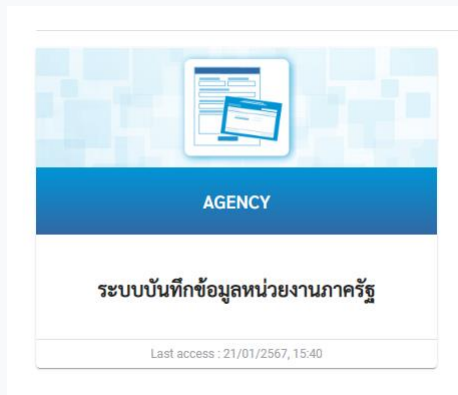 AGENCY
ระบบบันทึกข้อมูลหน่วยงานภาครัฐ
Last access : 21/01/2567, 15:40